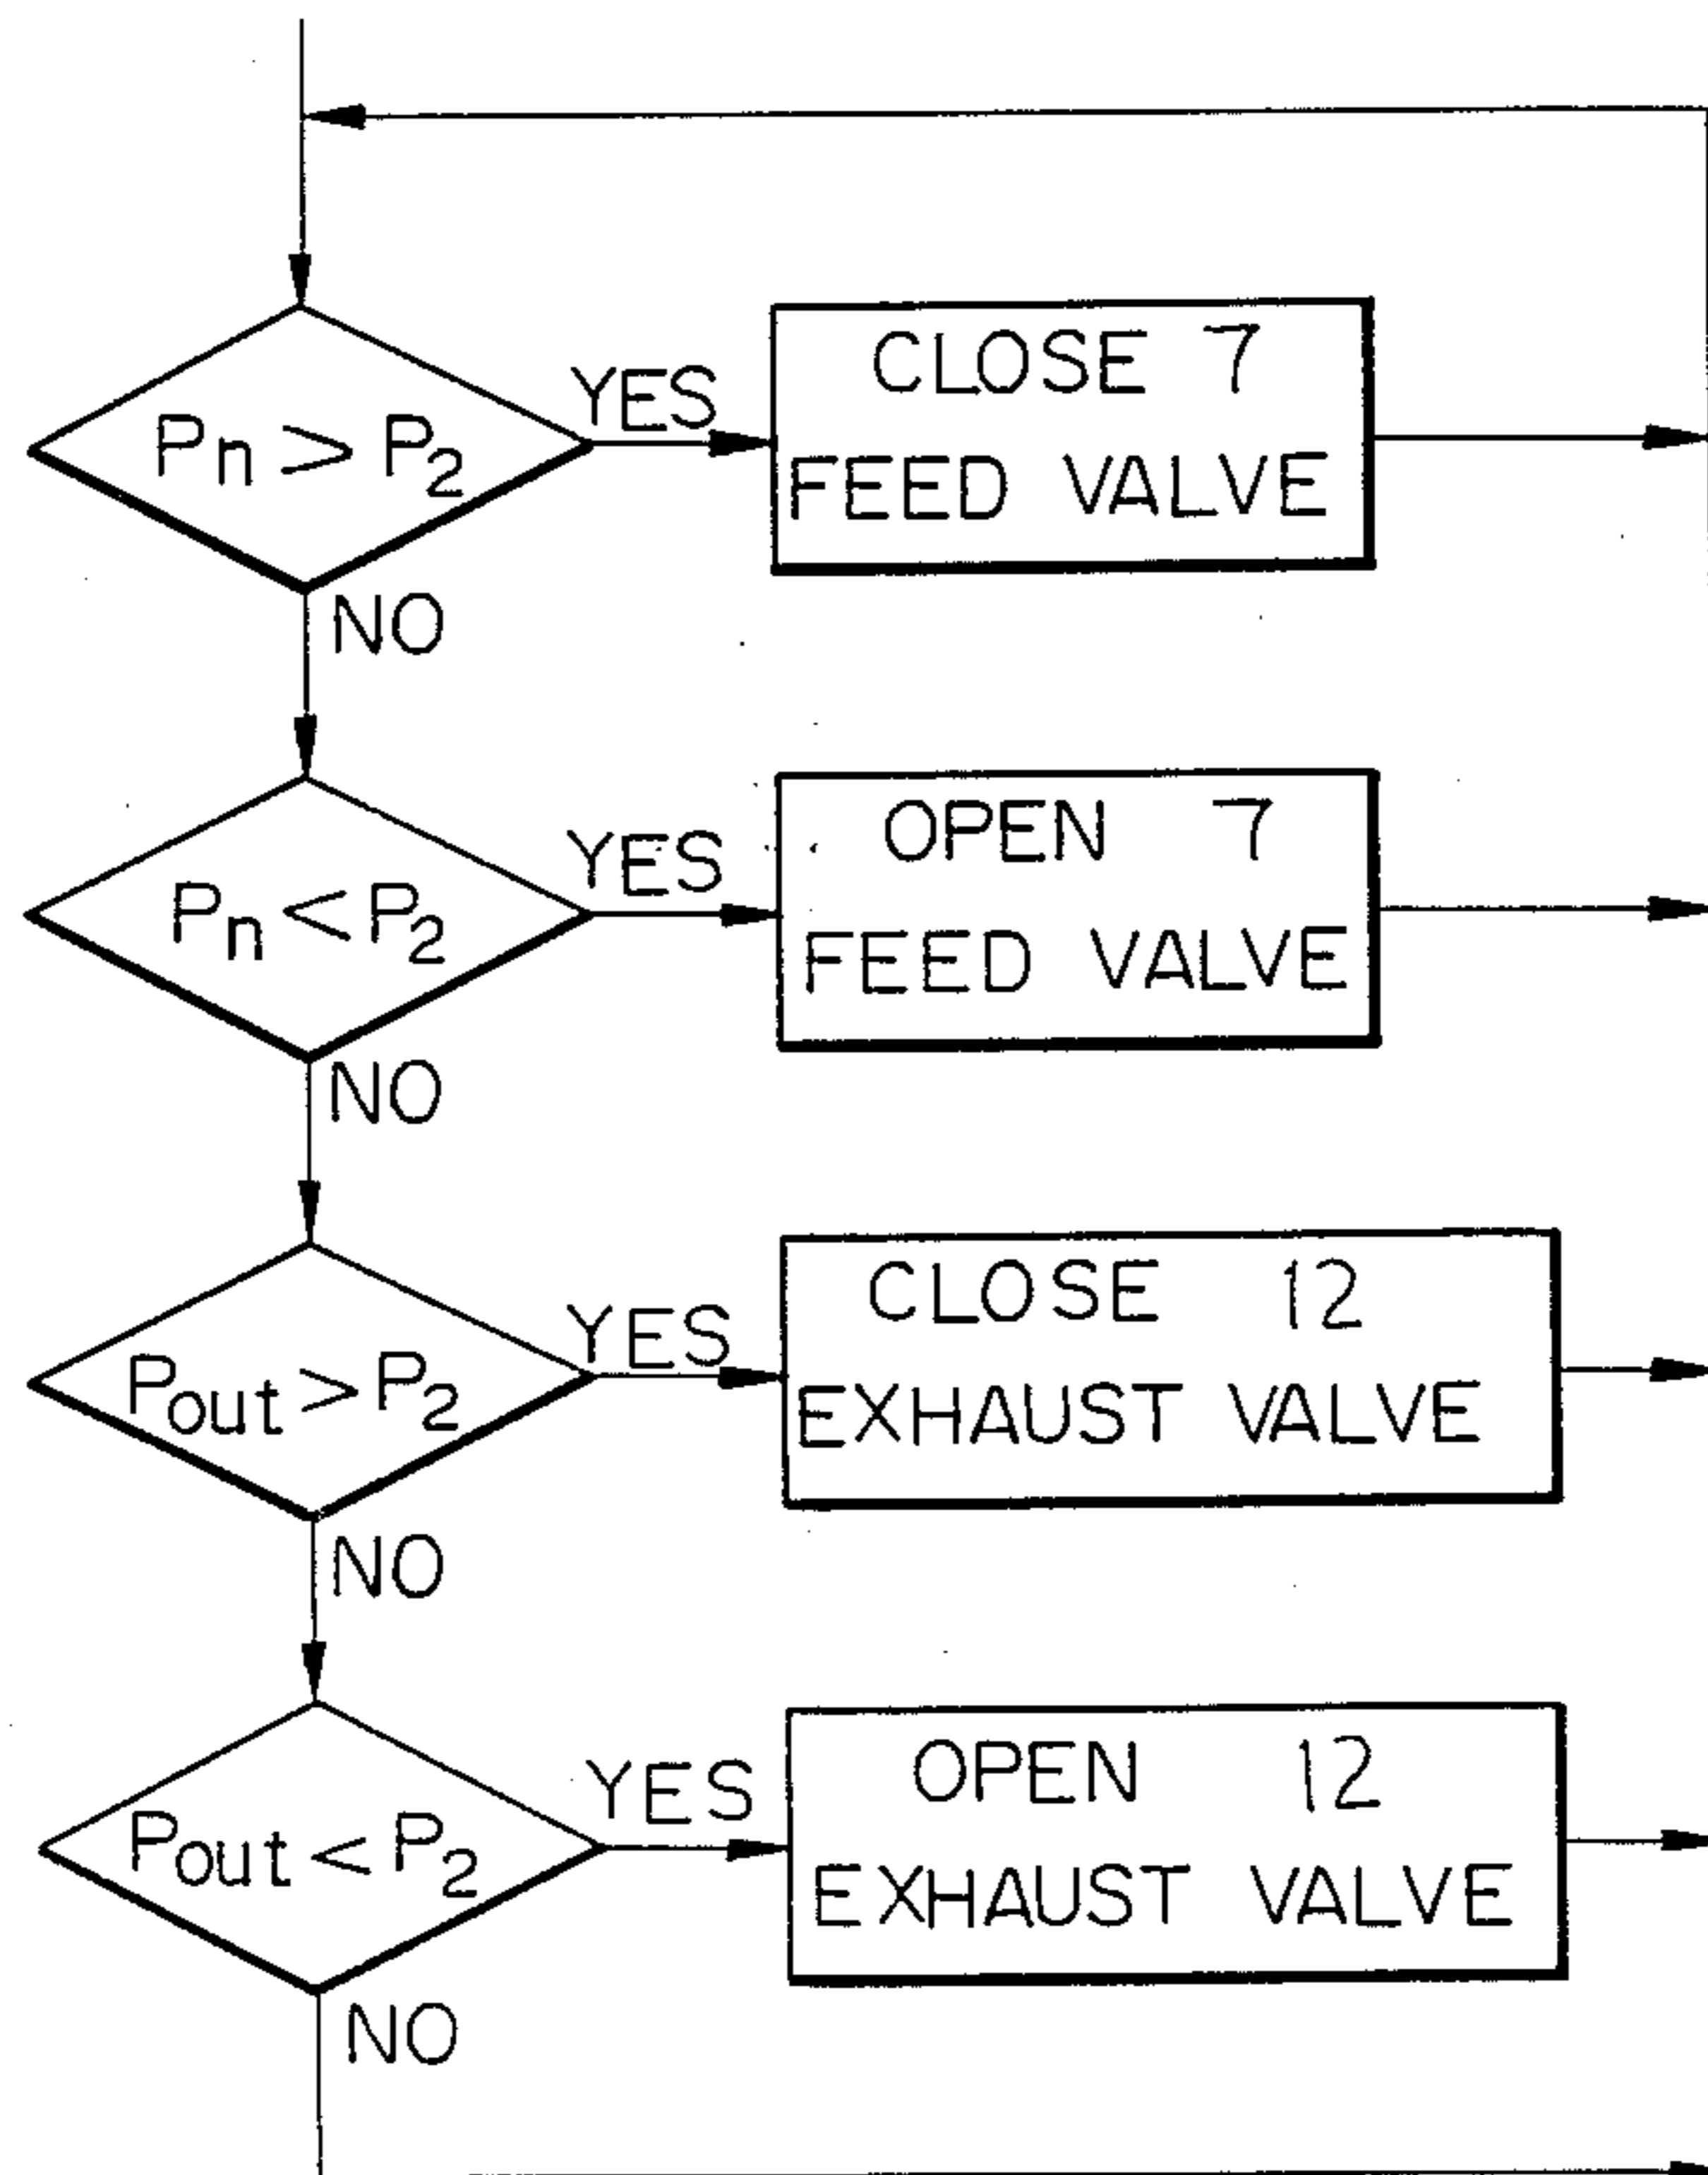 Pn > P2
YES
CLOSE 7
FEED VALVE
NO
Pn < P2
YES
OPEN 7
FEED VALVE
NO
Pout > P2
YES
CLOSE 12
EXHAUST VALVE
NO
Pout < P2
YES
OPEN 12
EXHAUST VALVE
NO